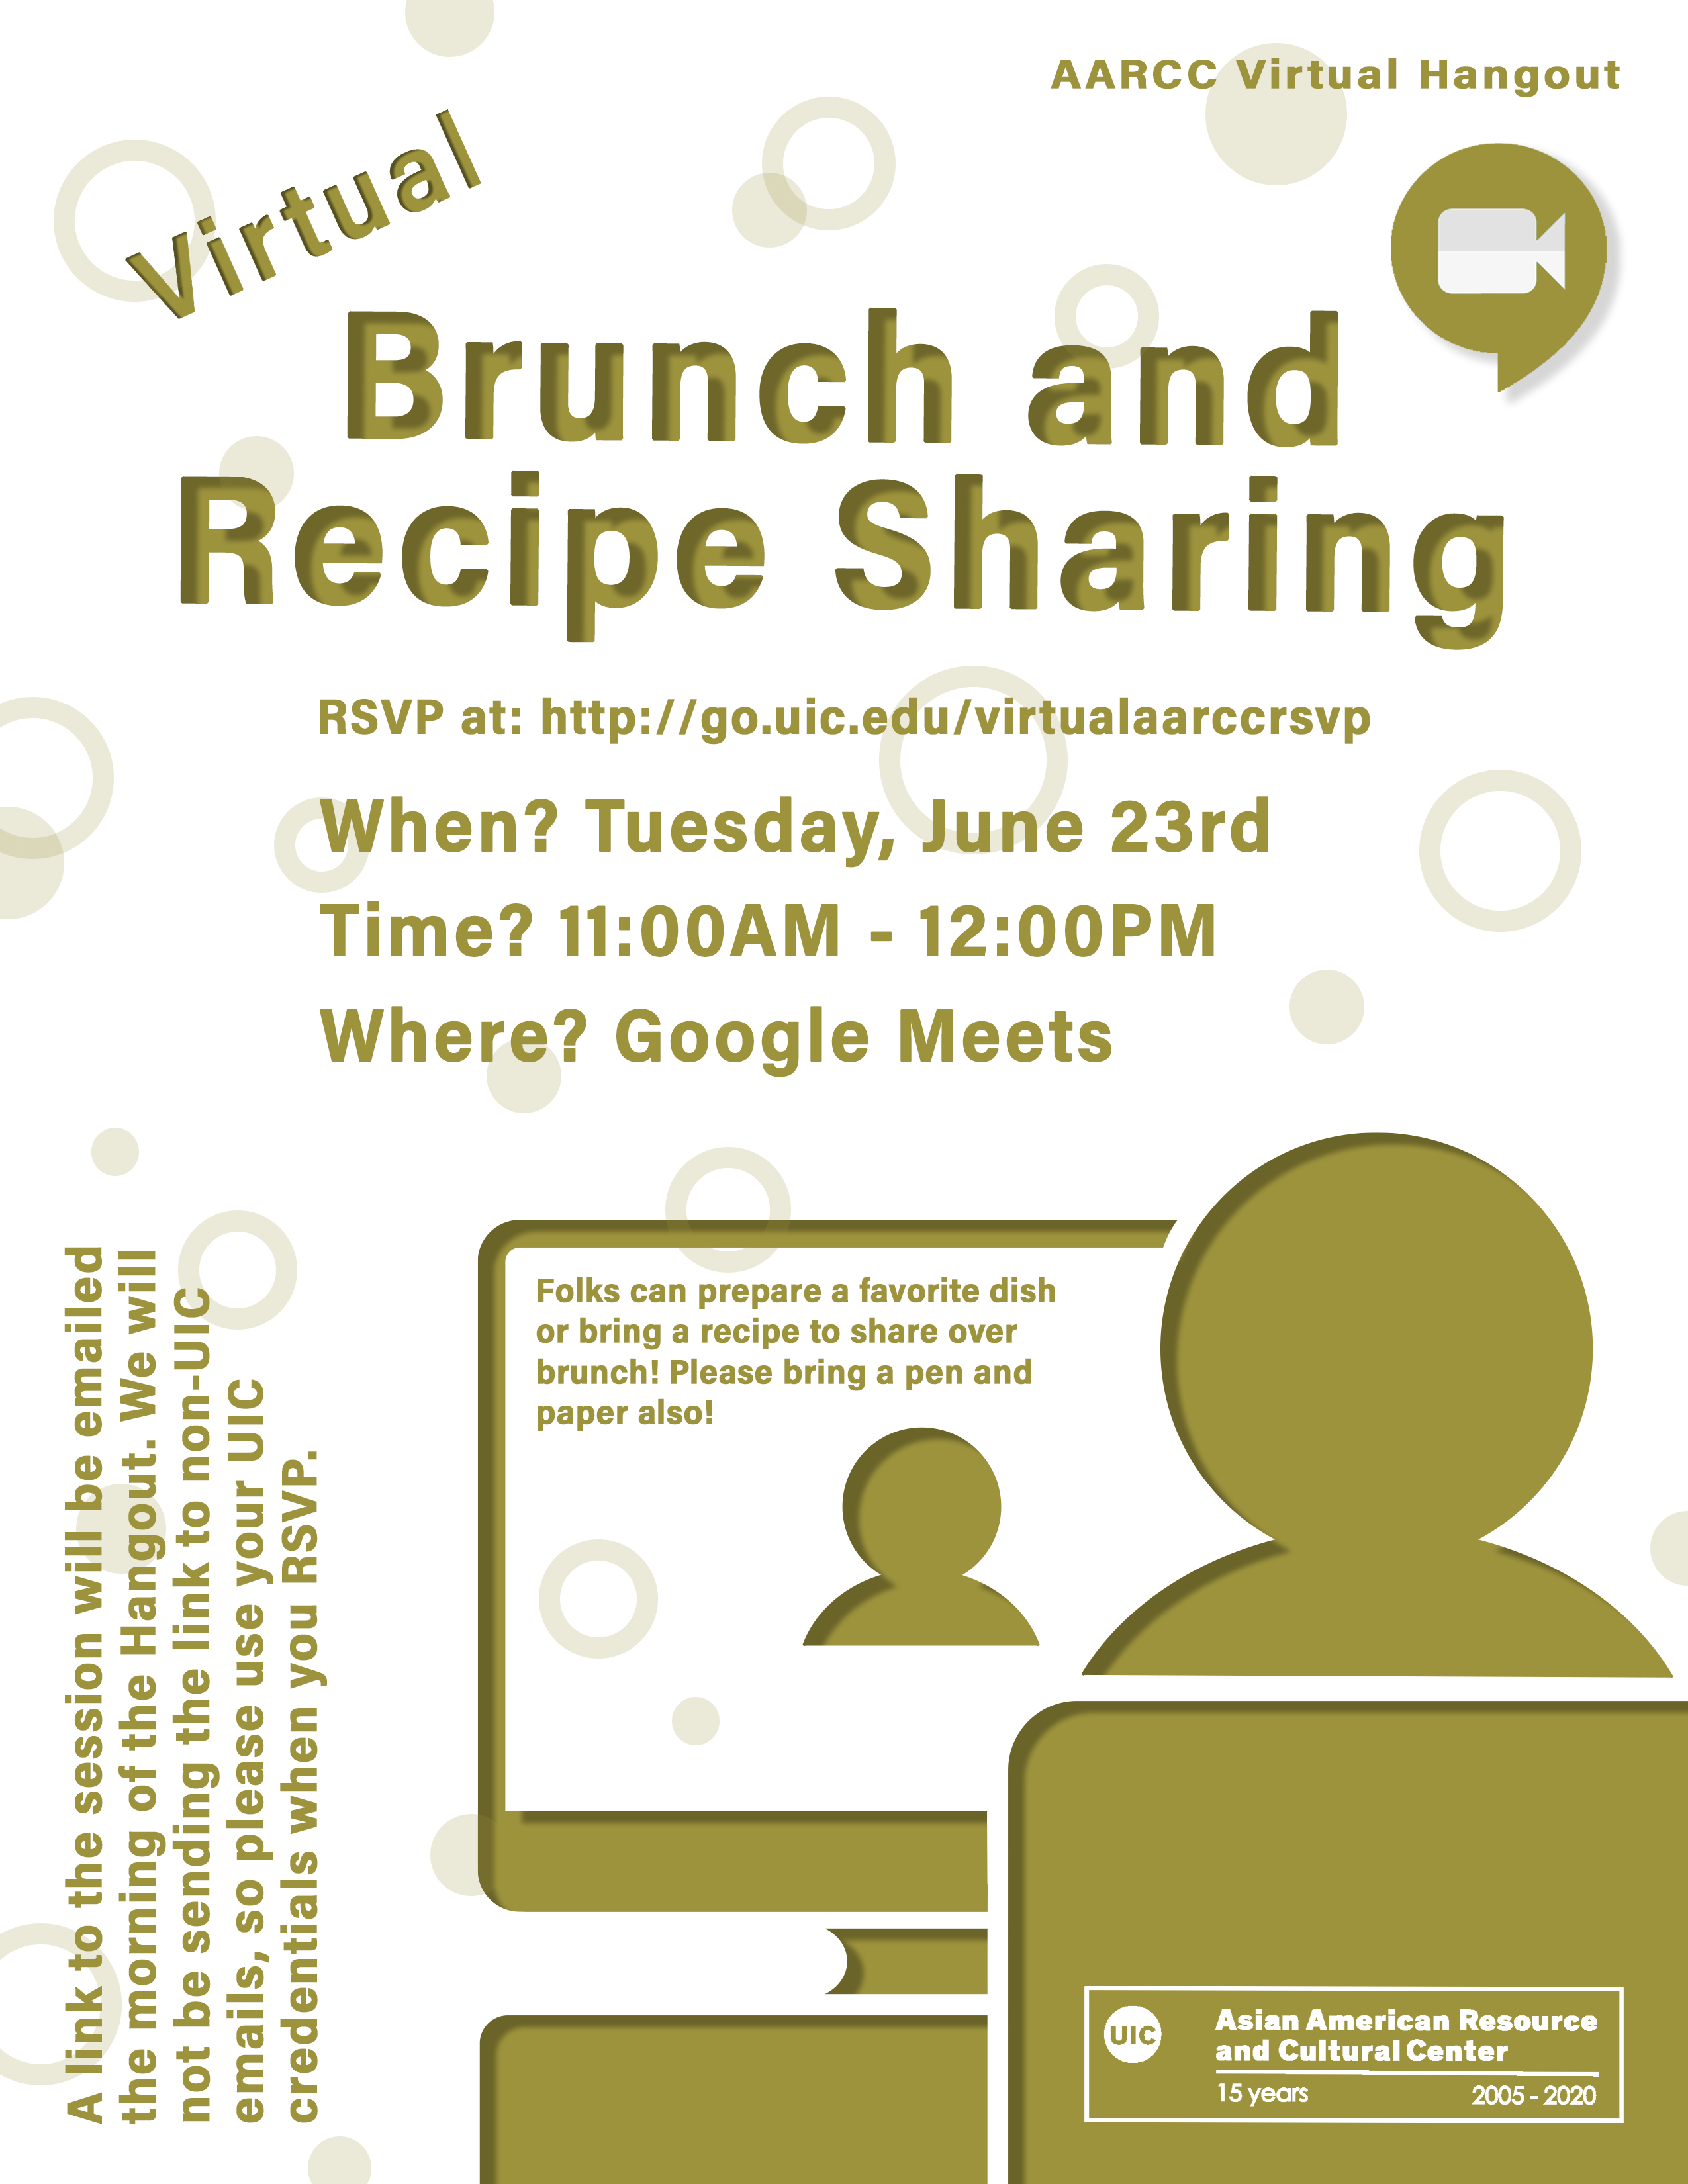 AARCC Virtual Hangout
Virtual
Brunch and
Recipe Sharing
RSVP at: http://go.uic.edu/virtualaarccrsvp
When? Tuesday, June 23rd
Time? 11:00AM - 12:00PM
Where? Google Meets
A link to the session will be emailed
the morning of the Hangout. We will
not be sending the link to non-UIC
emails, so please use your UIC
credentials when you RSVP.
Folks can prepare a favorite dish
or bring a recipe to share over
brunch! Please bring a pen and
paper also!
UIC
Asian American Resource
and Cultural Center
15 years 2005 - 2020